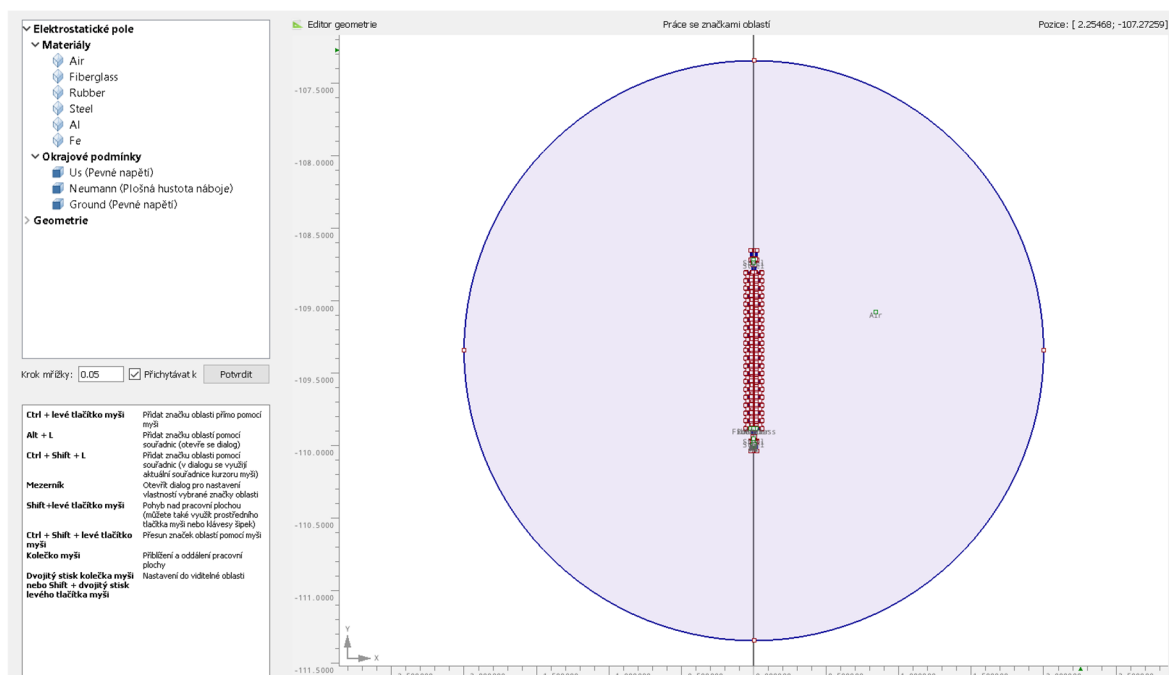 Elektrostatické pole
Materiály
Air
Fiberglass
Rubber
Steel
Al
Fe
Okrajové podmínky
Us (Pevné napětí)
Neumann (Plošná hustota náboje)
Ground (Pevné napětí)
Geometrie
Krok mřížky: 0.05 Přichytávat k Potvrdit
Ctrl + levé tlačítko myši Přidat značku oblasti přímo pomocí
myši
Alt + L Přidat značku oblastí pomocí
souřadnic (otevře se dialog)
Ctrl + Shift + L Přidat značku oblasti pomocí
souřadnic (v dialogu se využijí
aktuální souřadnice kurzoru myši)
Mezerník Otevřít dialog pro nastavení
vlastností vybrané značky oblasti
Shift+levé tlačítko myši Pohyb nad pracovní plochou
(můžete také využít prostředního
tlačítka myši nebo klávesy šipek)
Ctrl + Shift + levé tlačítko Přesun značek oblastí pomocí myši
myši
Kolečko myši Přiblížení a oddálení pracovní
plochy
Dvojitý stisk kolečka myši Nastavení do viditelné oblasti
nebo Shift + dvojitý stisk
levého tlačítka myši
Editor geometrie Práce se značkami oblastí Pozice: [ 2.25468; -107.27259]
-107.5000
-108.0000
-108.5000
-109.0000
Air
-109.5000
-110.0000
-110.5000
-111.0000
Y
X
-111.5000